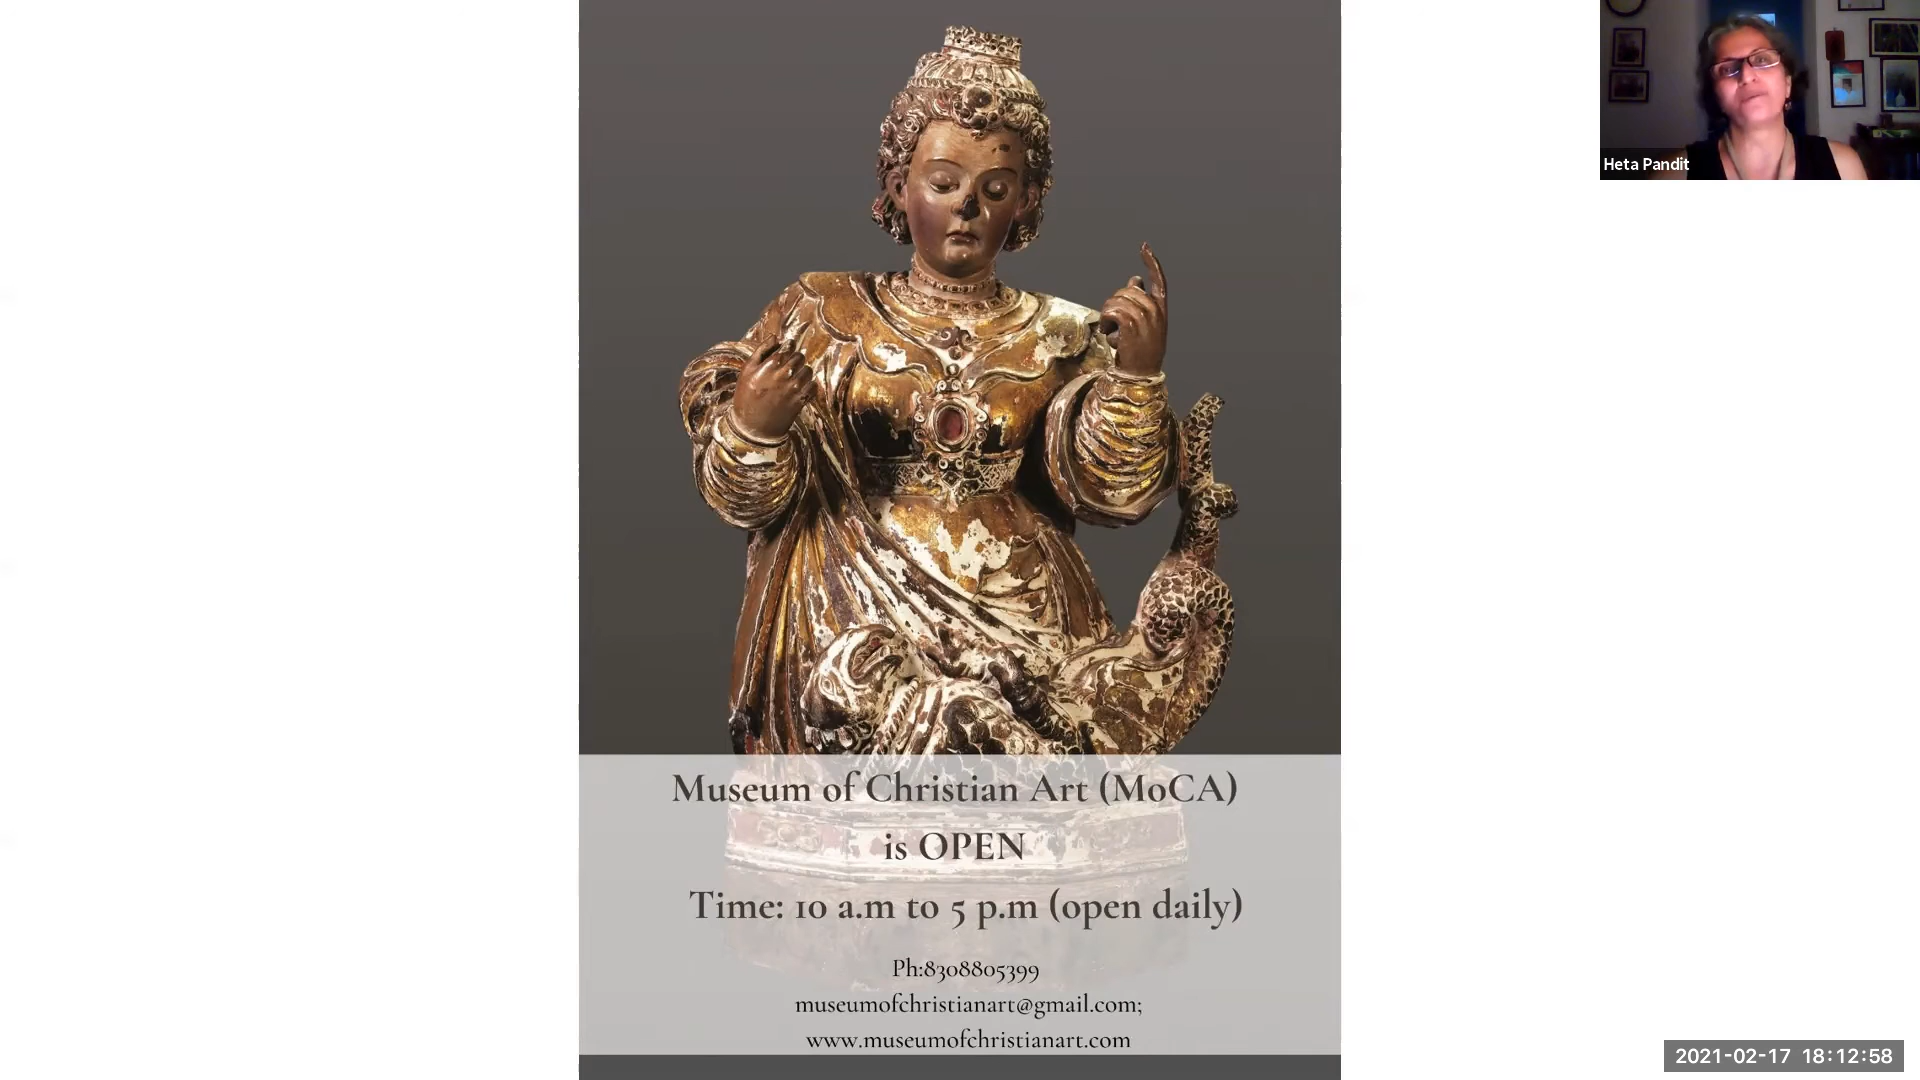 Heta Pandit
Museum of Christian Art (MoCA)
is OPEN
Time: 10 a.m to 5 p.m (open daily)
Ph:8308805399
museumofchristianart@gmail.com;
www.museumofchristianart.com
2021-02-17 18:12:58